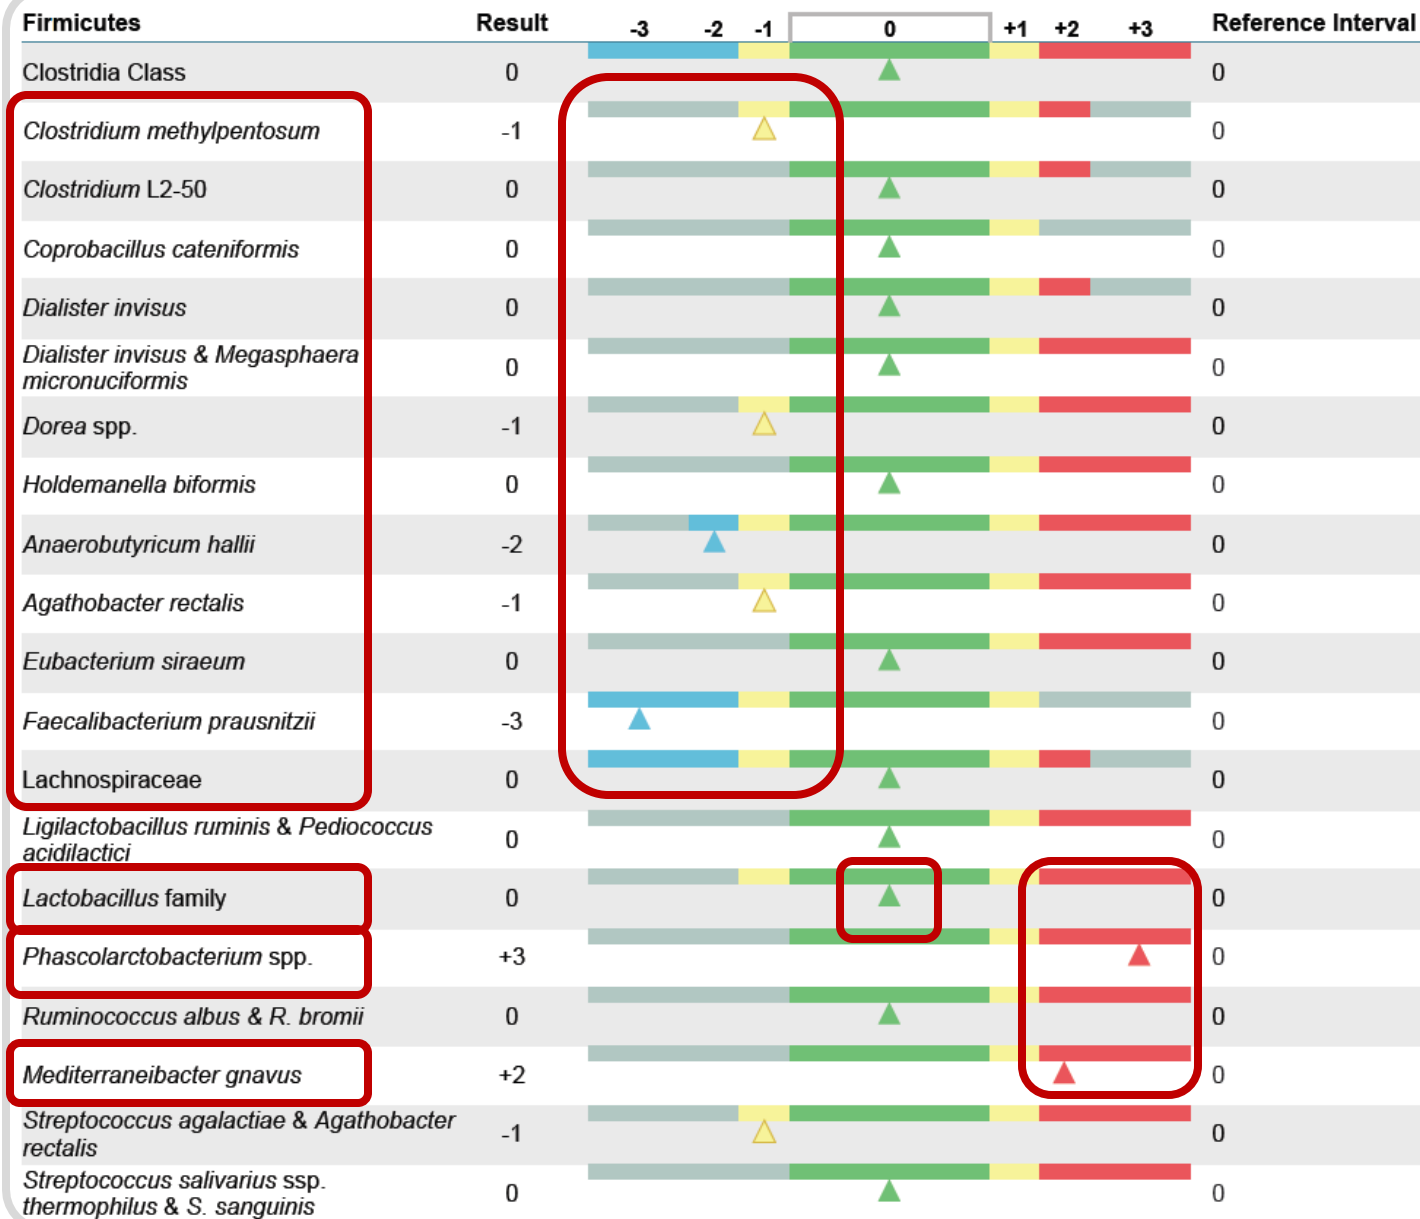 Firmicutes Result -3 -2 -1 0 +1 +2 +3 Reference Interval
Clostridia Class 0 0
Clostridium methylpentosum -1 0
Clostridium L2-50 0 0
Coprobacillus cateniformis 0 0
Dialister invisus 0 0
Dialister invisus & Megasphaera
micronuciformis 0 0
Dorea spp. -1 0
Holdemanella biformis 0 0
Anaerobutyricum hallii -2 0
Agathobacter rectalis -1 0
Eubacterium siraeum 0 0
Faecalibacterium prausnitzii -3 0
Lachnospiraceae 0 0
Ligilactobacillus ruminis & Pediococcus
acidilactici 0 0
Lactobacillus family 0 0
Phascolarctobacterium spp. +3 0
Ruminococcus albus & R. bromii 0 0
Mediterraneibacter gnavus +2 0
Streptococcus agalactiae & Agathobacter
rectalis -1 0
Streptococcus salivarius ssp.
thermophilus & S. sanguinis 0 0